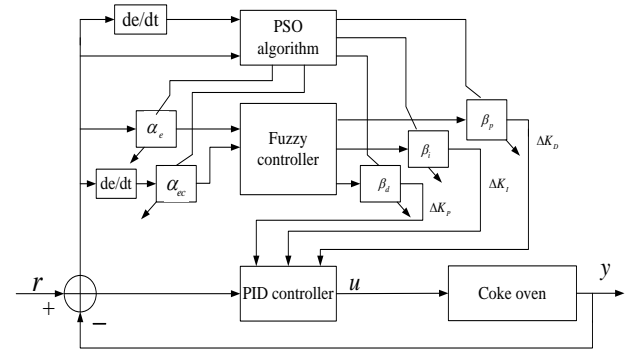 de/dt
PSO
algorithm
α_e
Fuzzy
controller
β_p
β_i
ΔK_D
de/dt
α_ec
β_d
ΔK_I
ΔK_P
r
+
−
PID controller
u
Coke oven
y